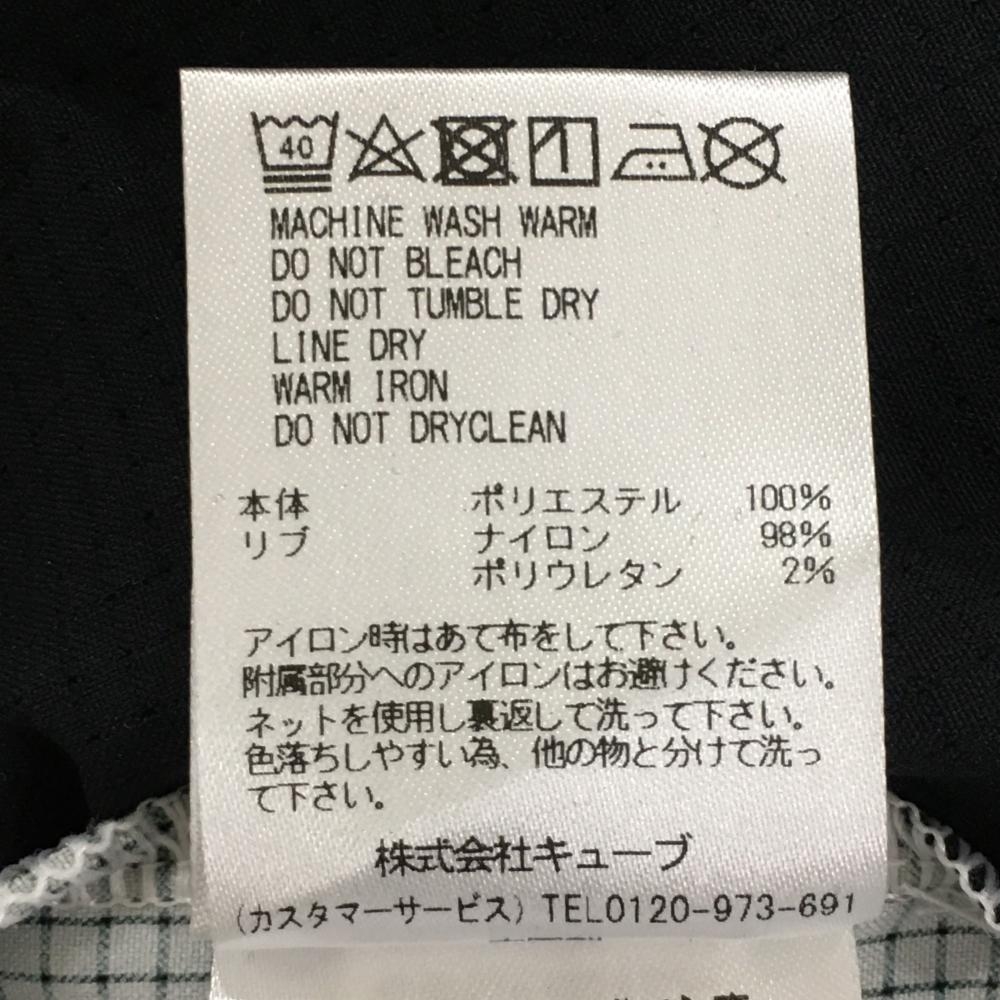 40
MACHINE WASH WARM
DO NOT BLEACH
DO NOT TUMBLE DRY
LINE DRY
WARM IRON
DO NOT DRYCLEAN
本体 ポリエステル 100%
リブ ナイロン 98%
ポリウレタン 2%
アイロン時はあて布をして下さい。
附属部分へのアイロンはお避けください。
ネットを使用し裏返して洗って下さい。
色落ちしやすい為、他の物と分けて洗っ
て下さい。
株式会社キューブ
(カスタマーサービス) TEL0120-973-691